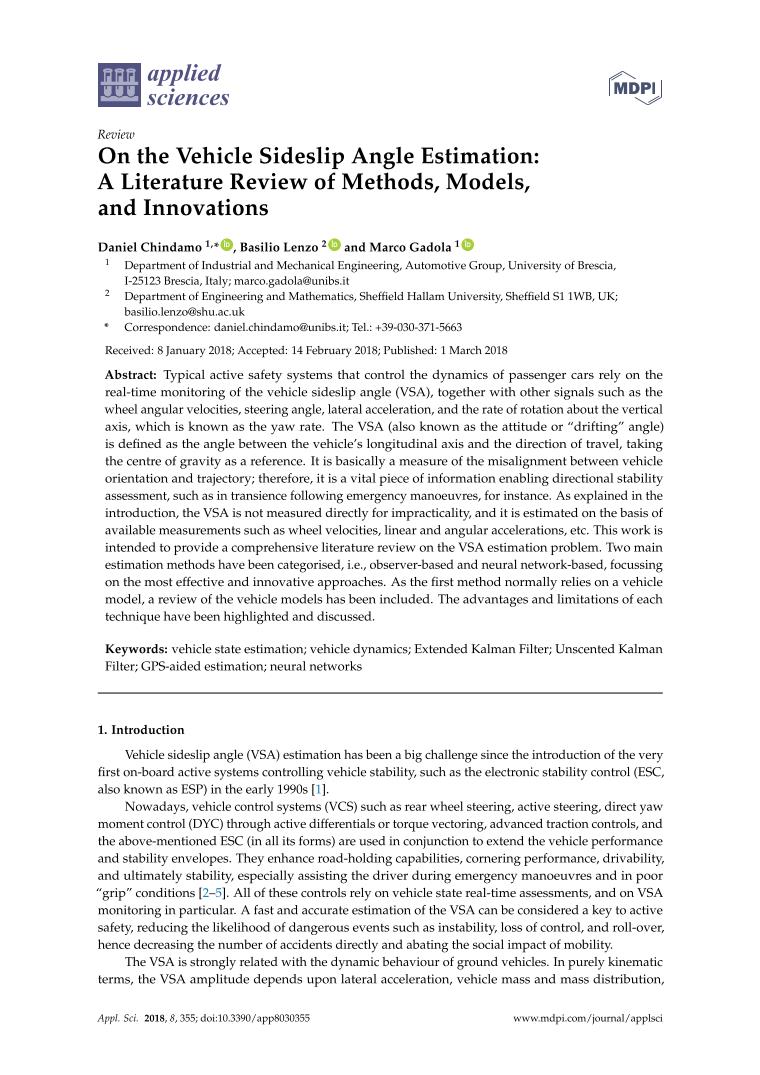 applied
sciences
MDPI
Review
On the Vehicle Sideslip Angle Estimation:
A Literature Review of Methods, Models,
and Innovations
Daniel Chindamo 1,* iD, Basilio Lenzo 2 iD and Marco Gadola 1 iD
1 Department of Industrial and Mechanical Engineering, Automotive Group, University of Brescia,
I-25123 Brescia, Italy; marco.gadola@unibs.it
2 Department of Engineering and Mathematics, Sheffield Hallam University, Sheffield S1 1WB, UK;
basilio.lenzo@shu.ac.uk
* Correspondence: daniel.chindamo@unibs.it; Tel.: +39-030-371-5663
Received: 8 January 2018; Accepted: 14 February 2018; Published: 1 March 2018
Abstract: Typical active safety systems that control the dynamics of passenger cars rely on the
real-time monitoring of the vehicle sideslip angle (VSA), together with other signals such as the
wheel angular velocities, steering angle, lateral acceleration, and the rate of rotation about the vertical
axis, which is known as the yaw rate. The VSA (also known as the attitude or “drifting” angle)
is defined as the angle between the vehicle’s longitudinal axis and the direction of travel, taking
the centre of gravity as a reference. It is basically a measure of the misalignment between vehicle
orientation and trajectory; therefore, it is a vital piece of information enabling directional stability
assessment, such as in transience following emergency manoeuvres, for instance. As explained in the
introduction, the VSA is not measured directly for impracticality, and it is estimated on the basis of
available measurements such as wheel velocities, linear and angular accelerations, etc. This work is
intended to provide a comprehensive literature review on the VSA estimation problem. Two main
estimation methods have been categorised, i.e., observer-based and neural network-based, focussing
on the most effective and innovative approaches. As the first method normally relies on a vehicle
model, a review of the vehicle models has been included. The advantages and limitations of each
technique have been highlighted and discussed.
Keywords: vehicle state estimation; vehicle dynamics; Extended Kalman Filter; Unscented Kalman
Filter; GPS-aided estimation; neural networks
1. Introduction
Vehicle sideslip angle (VSA) estimation has been a big challenge since the introduction of the very
first on-board active systems controlling vehicle stability, such as the electronic stability control (ESC,
also known as ESP) in the early 1990s [1].
Nowadays, vehicle control systems (VCS) such as rear wheel steering, active steering, direct yaw
moment control (DYC) through active differentials or torque vectoring, advanced traction controls, and
the above-mentioned ESC (in all its forms) are used in conjunction to extend the vehicle performance
and stability envelopes. They enhance road-holding capabilities, cornering performance, drivability,
and ultimately stability, especially assisting the driver during emergency manoeuvres and in poor
“grip” conditions [2–5]. All of these controls rely on vehicle state real-time assessments, and on VSA
monitoring in particular. A fast and accurate estimation of the VSA can be considered a key to active
safety, reducing the likelihood of dangerous events such as instability, loss of control, and roll-over,
hence decreasing the number of accidents directly and abating the social impact of mobility.
The VSA is strongly related with the dynamic behaviour of ground vehicles. In purely kinematic
terms, the VSA amplitude depends upon lateral acceleration, vehicle mass and mass distribution,
Appl. Sci. 2018, 8, 355; doi:10.3390/app8030355
www.mdpi.com/journal/applsci